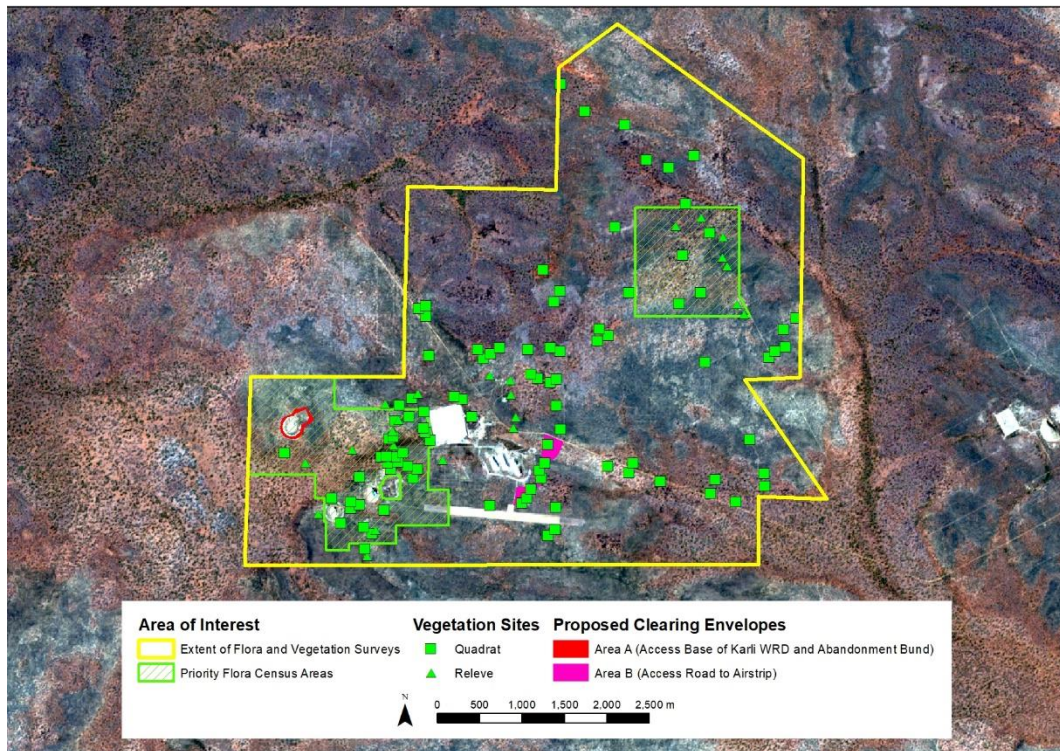 Area of Interest
Extent of Flora and Vegetation Surveys
Priority Flora Census Areas
Vegetation Sites
Quadrat
Releve
Proposed Clearing Envelopes
Area A (Access Base of Karli WRD and Abandonment Bund)
Area B (Access Road to Airstrip)
N
0 500 1,000 1,500 2,000 2,500 m